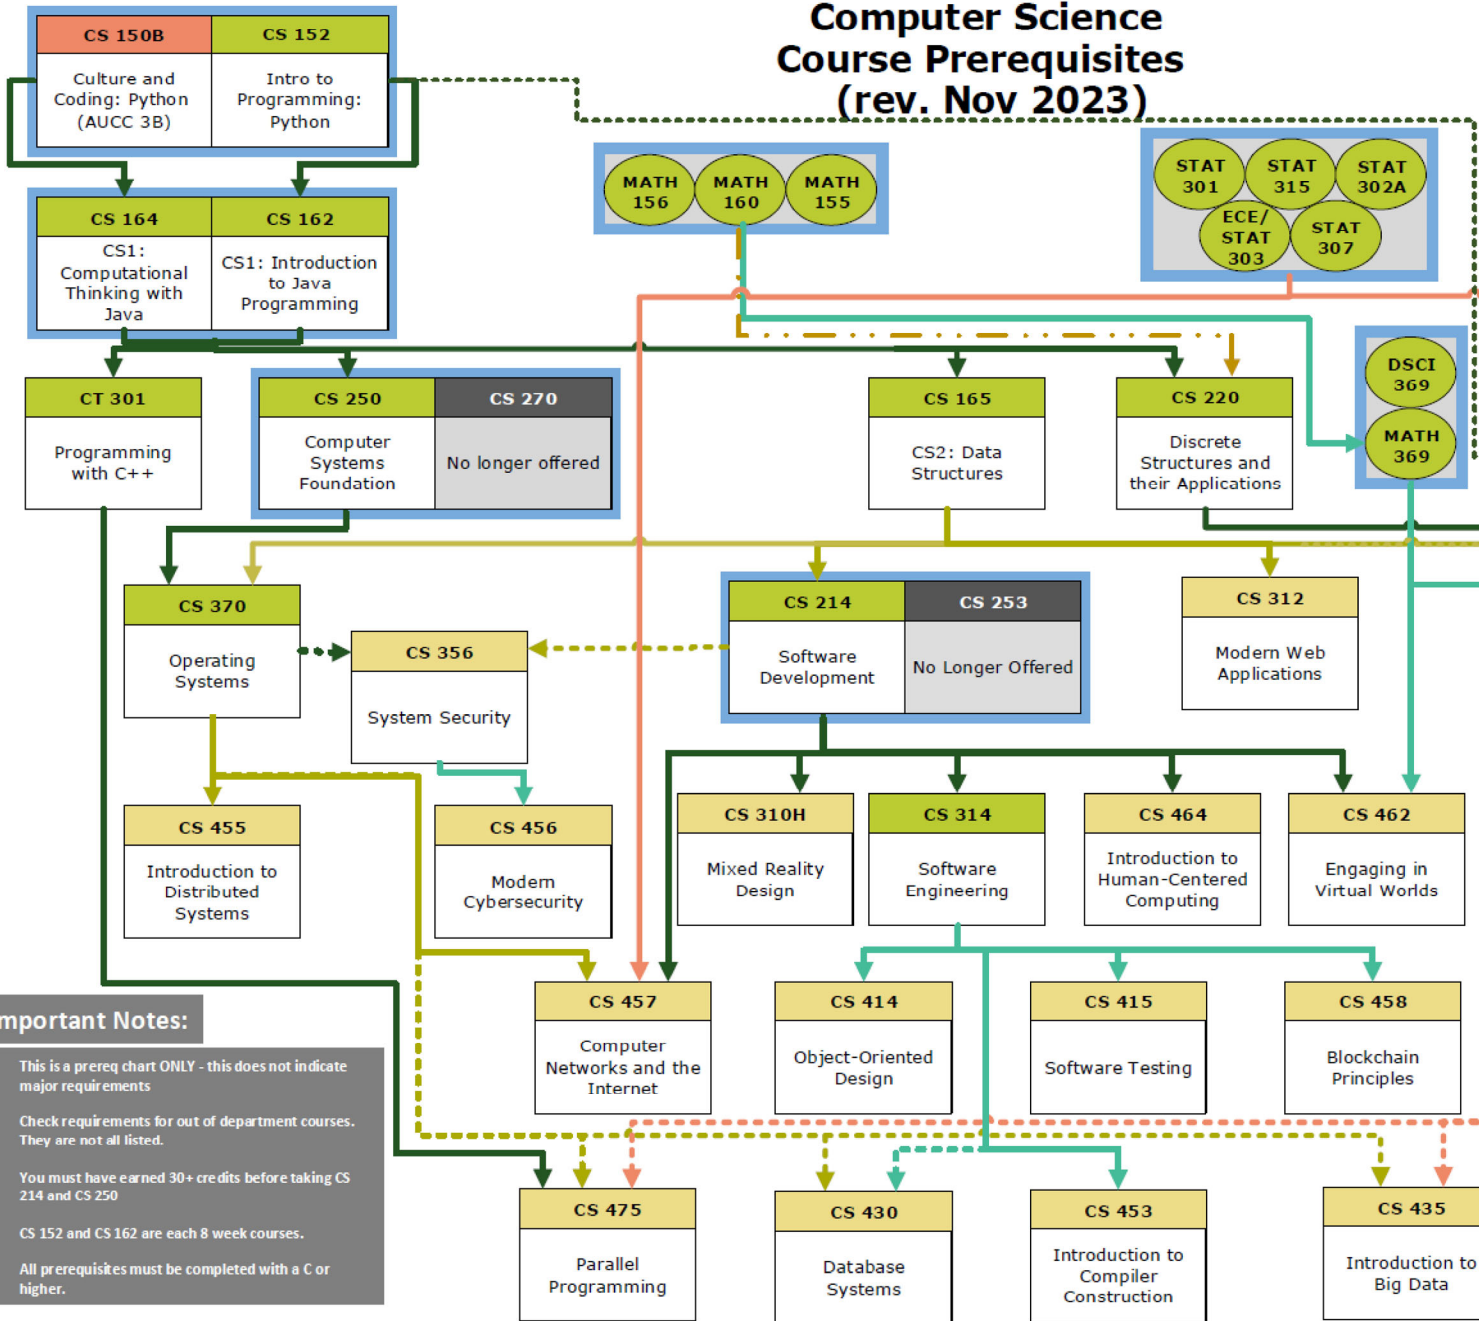 Computer Science
Course Prerequisites
(rev. Nov 2023)
CS 150B
CS 152
Culture and
Coding: Python
(AUCC 3B)
Intro to
Programming:
Python
CS 164
CS 162
CS1:
Computational
Thinking with
Java
CS1: Introduction
to Java
Programming
MATH
156
MATH
160
MATH
155
STAT
301
STAT
315
STAT
302A
ECE/
STAT
303
STAT
307
DSCI
369
MATH
369
CT 301
Programming
with C++
CS 250
Computer
Systems
Foundation
CS 270
No longer offered
CS 165
CS2: Data
Structures
CS 220
Discrete
Structures and
their Applications
CS 370
Operating
Systems
CS 356
System Security
CS 214
Software
Development
CS 253
No Longer Offered
CS 312
Modern Web
Applications
CS 455
Introduction to
Distributed
Systems
CS 456
Modern
Cybersecurity
CS 310H
Mixed Reality
Design
CS 314
Software
Engineering
CS 464
Introduction to
Human-Centered
Computing
CS 462
Engaging in
Virtual Worlds
CS 457
Computer
Networks and the
Internet
CS 414
Object-Oriented
Design
CS 415
Software Testing
CS 458
Blockchain
Principles
CS 475
Parallel
Programming
CS 430
Database
Systems
CS 453
Introduction to
Compiler
Construction
CS 435
Introduction to
Big Data
mportant Notes:
This is a prereq chart ONLY - this does not indicate
major requirements
Check requirements for out of department courses.
They are not all listed.
You must have earned 30+ credits before taking CS
214 and CS 250
CS 152 and CS 162 are each 8 week courses.
All prerequisites must be completed with a C or
higher.